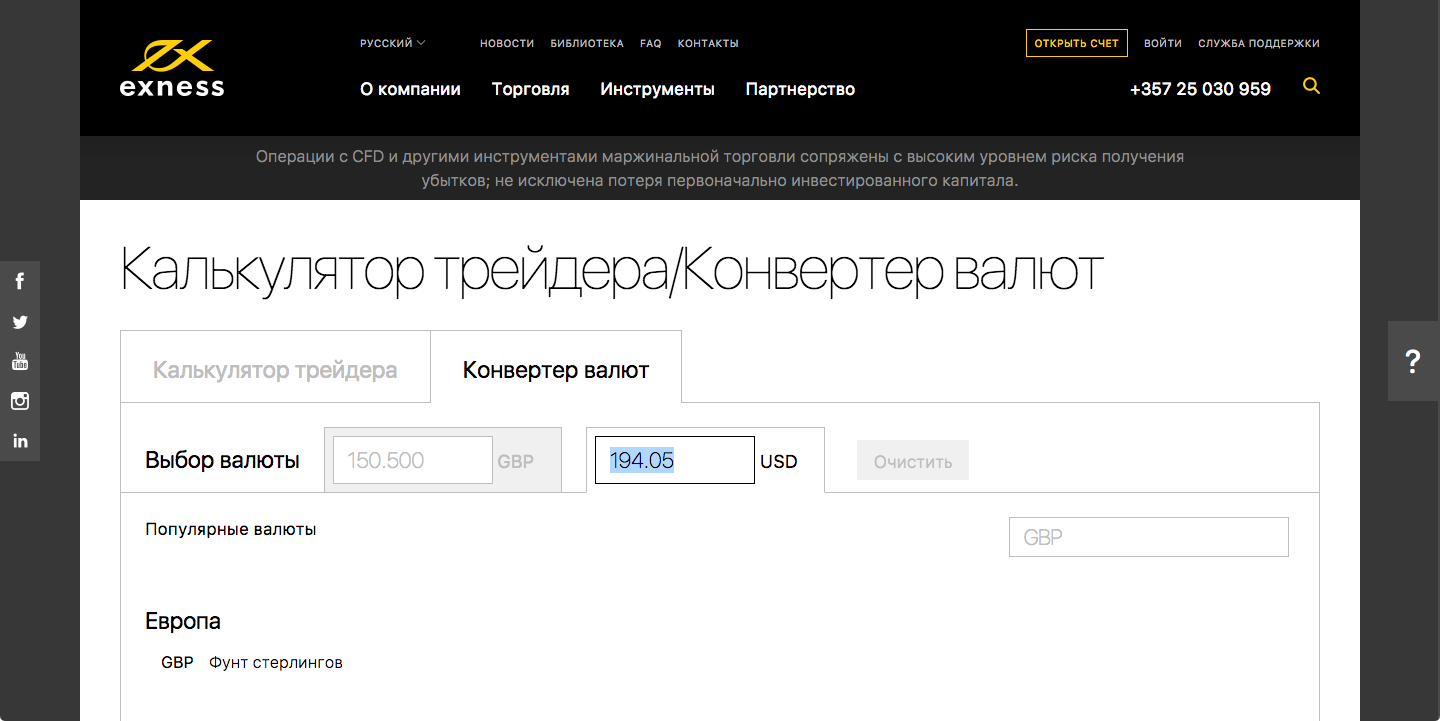 РУССКИЙ НОВОСТИ БИБЛИОТЕКА FAQ КОНТАКТЫ ОТКРЫТЬ СЧЕТ ВОЙТИ СЛУЖБА ПОДДЕРЖКИ
exness
О компании Торговля Инструменты Партнерство +357 25 030 959
Операции с CFD и другими инструментами маржинальной торговли сопряжены с высоким уровнем риска получения
убытков; не исключена потеря первоначально инвестированного капитала.
Калькулятор трейдера/Конвертер валют
f
You
Tube
in
?
Калькулятор трейдера Конвертер валют
Выбор валюты 150.500 GBP 194.05 USD Очистить
Популярные валюты GBP
Европа
GBP Фунт стерлингов